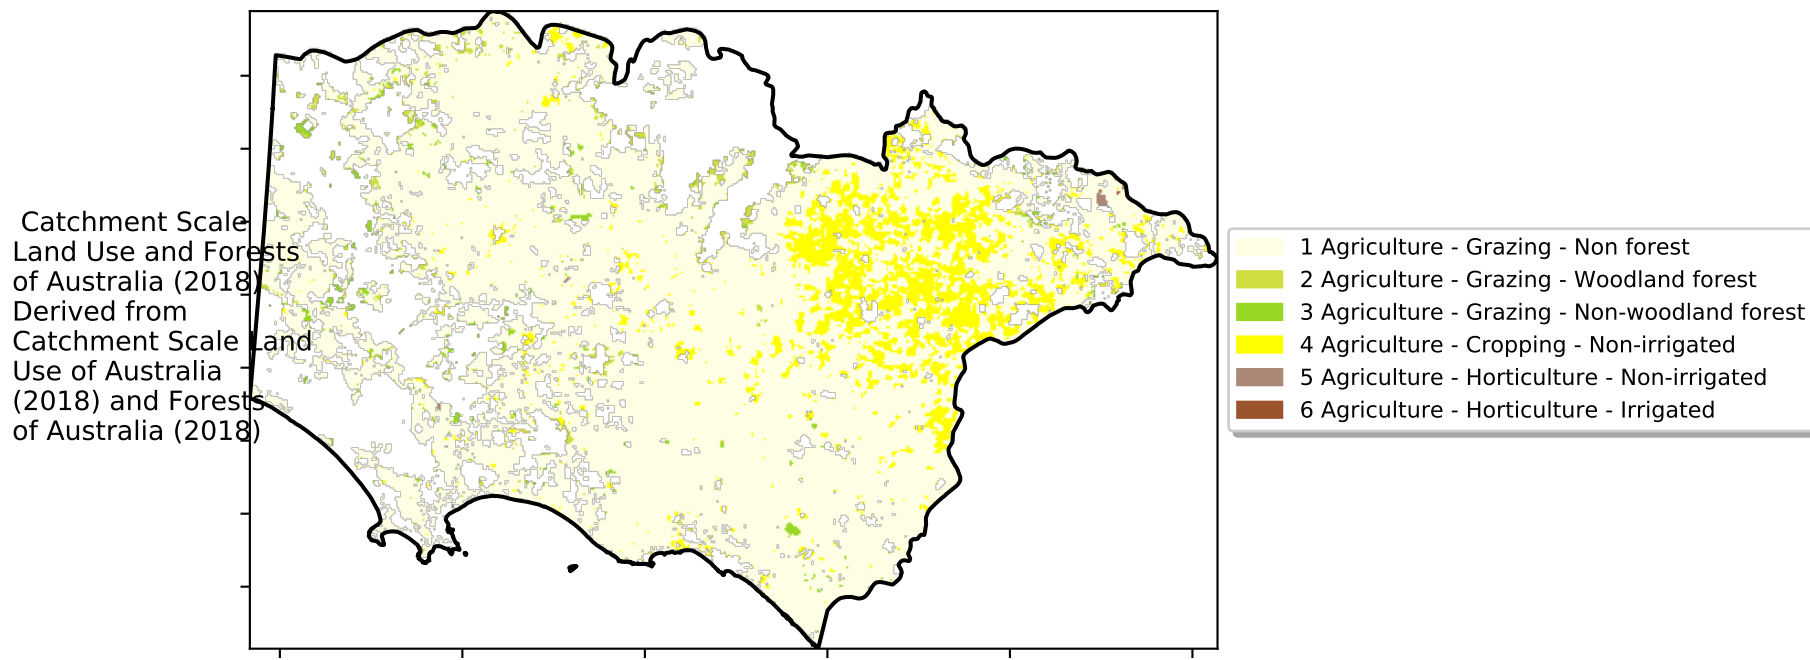 Catchment Scale
Land Use and Forests
of Australia (2018)
Derived from
Catchment Scale Land
Use of Australia
(2018) and Forests
of Australia (2018)
1 Agriculture - Grazing - Non forest
2 Agriculture - Grazing - Woodland forest
3 Agriculture - Grazing - Non-woodland forest
4 Agriculture - Cropping - Non-irrigated
5 Agriculture - Horticulture - Non-irrigated
6 Agriculture - Horticulture - Irrigated